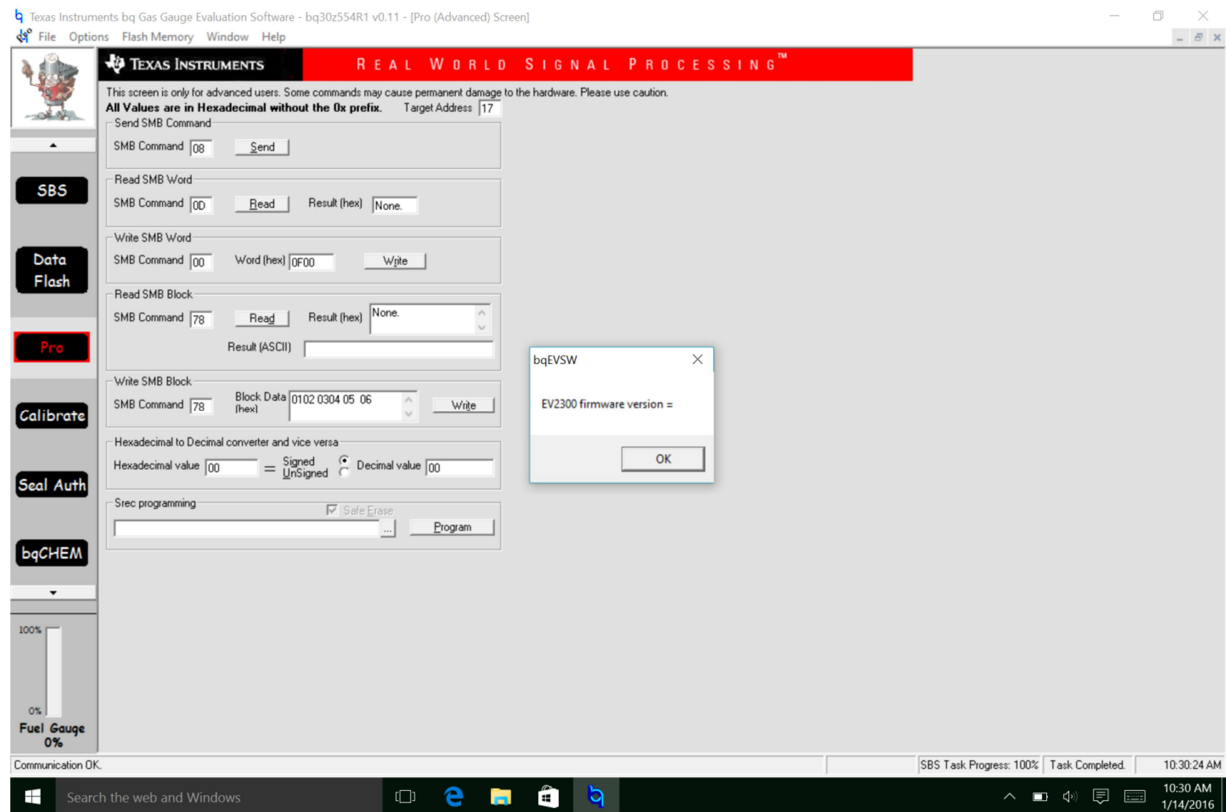 Texas Instruments bq Gas Gauge Evaluation Software - bq30z554R1 v0.11 - [Pro (Advanced) Screen]
File Options Flash Memory Window Help
TEXAS INSTRUMENTS REAL WORLD SIGNAL PROCESSING™
This screen is only for advanced users. Some commands may cause permanent damage to the hardware. Please use caution.
All Values are in Hexadecimal without the 0x prefix. Target Address 17
Send SMB Command
SMB Command 08 Send
SBS
Read SMB Word
SMB Command 0D Read Result (hex) None.
Write SMB Word
SMB Command 00 Word (hex) 0F00 Write
Data
Flash
Read SMB Block
SMB Command 78 Read Result (hex) None.
Result (ASCII)
Pro
bqEVSW
EV2300 firmware version =
OK
Write SMB Block
SMB Command 78 Block Data (hex) 0102 0304 05 06 Write
Calibrate
Hexadecimal to Decimal converter and vice versa
Hexadecimal value 00 = Signed UnSigned Decimal value 00
Seal Auth
Srec programming Safe Erase
... Program
bqCHEM
100%
0%
Fuel Gauge
0%
Communication OK. SBS Task Progress: 100% Task Completed. 10:30:24 AM
Search the web and Windows
10:30 AM
1/14/2016